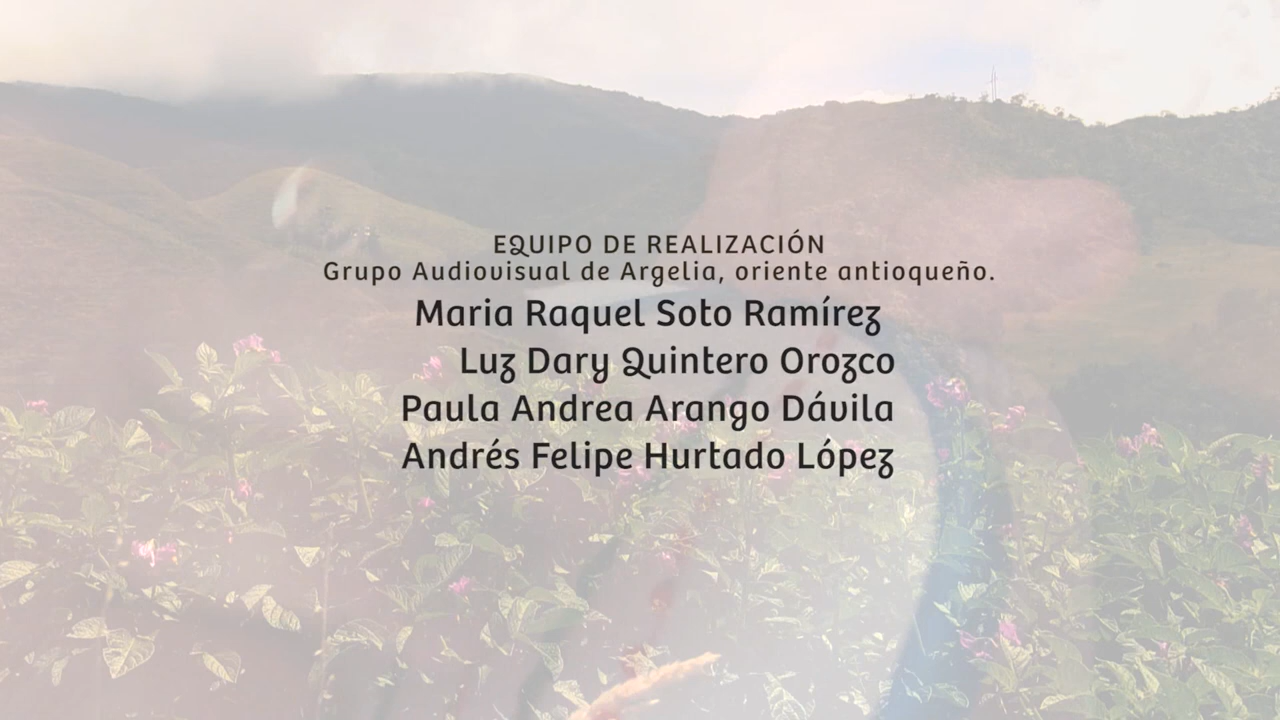 EQUIPO DE REALIZACIÓN
Grupo Audiovisual de Argelia, oriente antioqueño.
Maria Raquel Soto Ramírez
Luz Dary Quintero Orozco
Paula Andrea Arango Dávila
Andrés Felipe Hurtado López